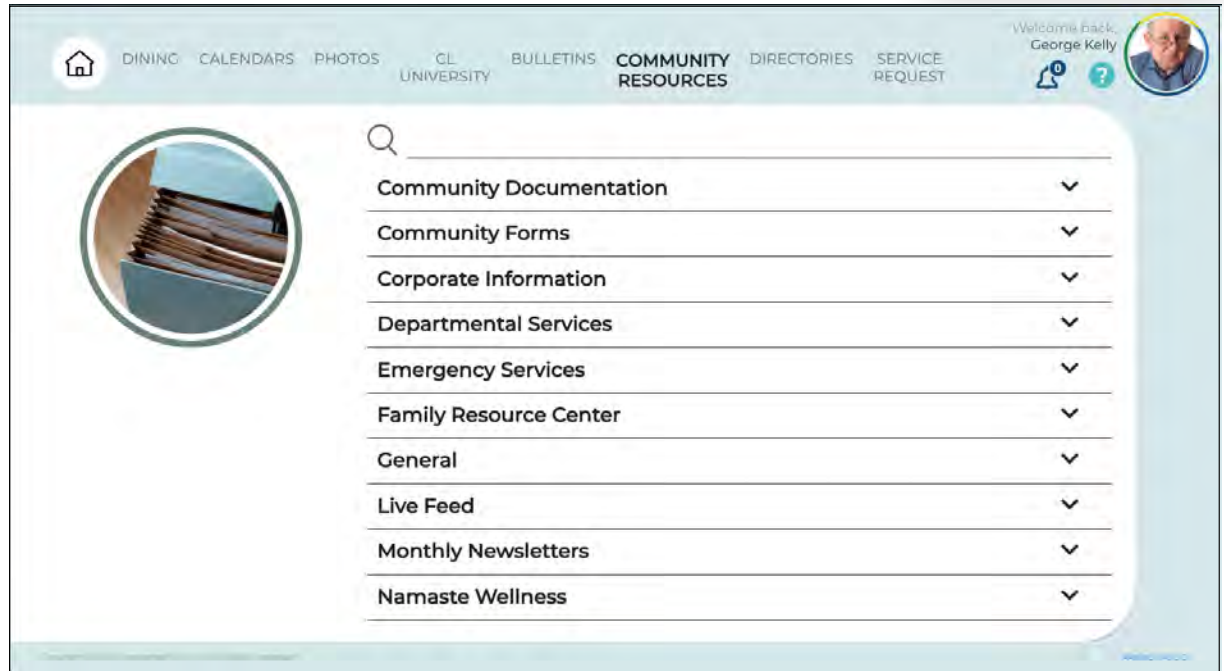 Welcome back,
George Kelly
0
?
DINING CALENDARS PHOTOS CL UNIVERSITY BULLETINS COMMUNITY RESOURCES DIRECTORIES SERVICE REQUEST
Community Documentation
Community Forms
Corporate Information
Departmental Services
Emergency Services
Family Resource Center
General
Live Feed
Monthly Newsletters
Namaste Wellness